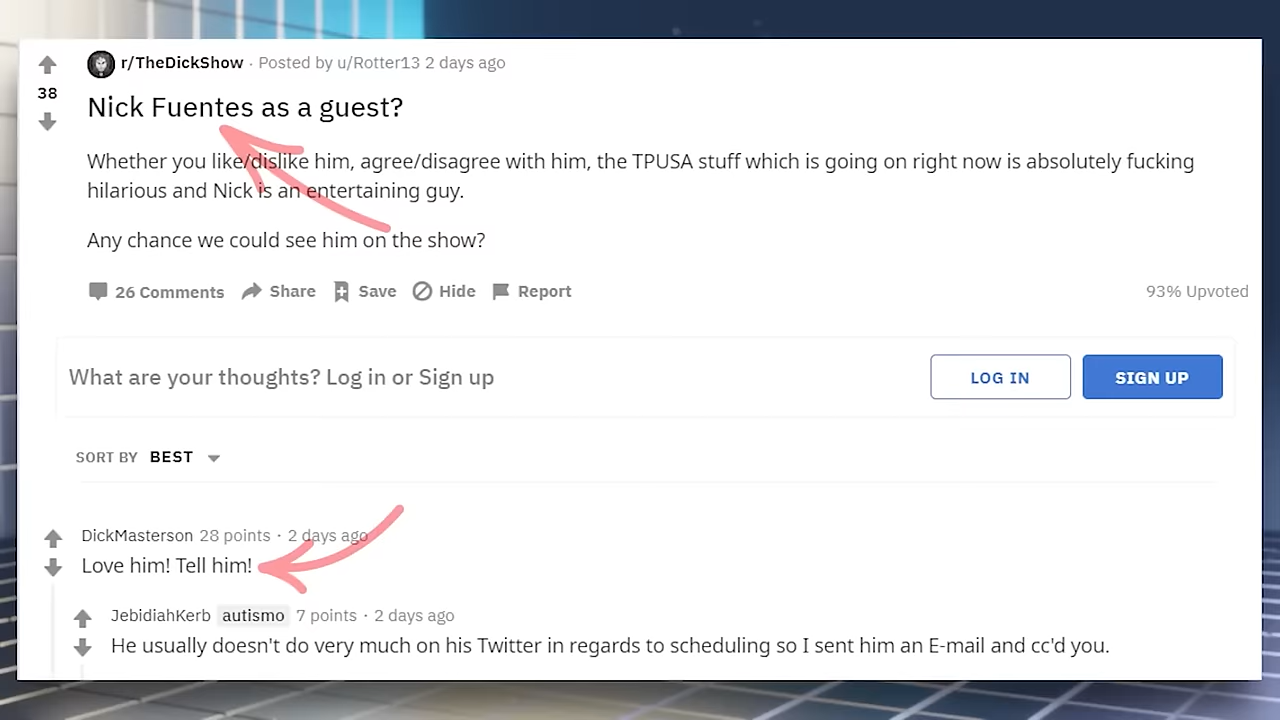 r/TheDickShow · Posted by u/Rotter13 2 days ago
38
Nick Fuentes as a guest?
Whether you like/dislike him, agree/disagree with him, the TPUSA stuff which is going on right now is absolutely fucking
hilarious and Nick is an entertaining guy.
Any chance we could see him on the show?
26 Comments Share Save Hide Report 93% Upvoted
What are your thoughts? Log in or Sign up LOG IN SIGN UP
SORT BY BEST
DickMasterson 28 points · 2 days ago
Love him! Tell him!
JebidiahKerb autismo 7 points · 2 days ago
He usually doesn't do very much on his Twitter in regards to scheduling so I sent him an E-mail and cc'd you.